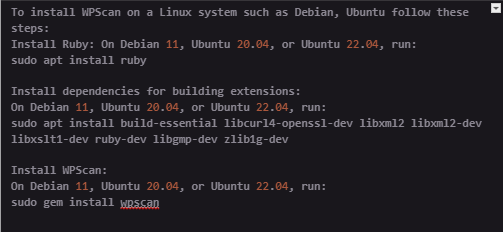 To install WPScan on a Linux system such as Debian, Ubuntu follow these
steps:
Install Ruby: On Debian 11, Ubuntu 20.04, or Ubuntu 22.04, run:
sudo apt install ruby
Install dependencies for building extensions:
On Debian 11, Ubuntu 20.04, or Ubuntu 22.04, run:
sudo apt install build-essential libcurl4-openssl-dev libxml2 libxml2-dev
libxslt1-dev ruby-dev libgmp-dev zlib1g-dev
Install WPScan:
On Debian 11, Ubuntu 20.04, or Ubuntu 22.04, run:
sudo gem install wpscan